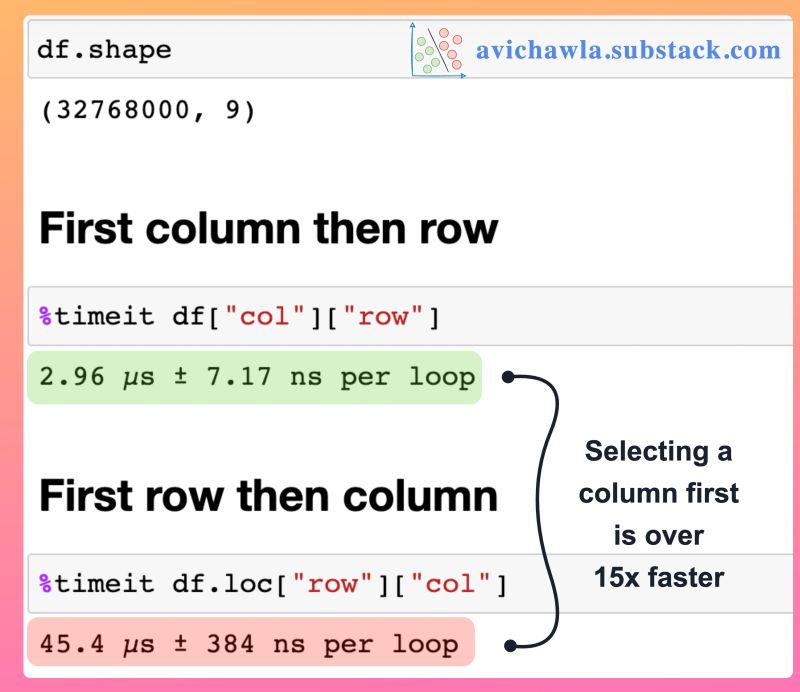 df.shape
avichawla.substack.com
(32768000, 9)
First column then row
%timeit df["col"]["row"]
2.96 µs ± 7.17 ns per loop
Selecting a
column first
is over
15x faster
First row then column
%timeit df.loc["row"]["col"]
45.4 µs ± 384 ns per loop